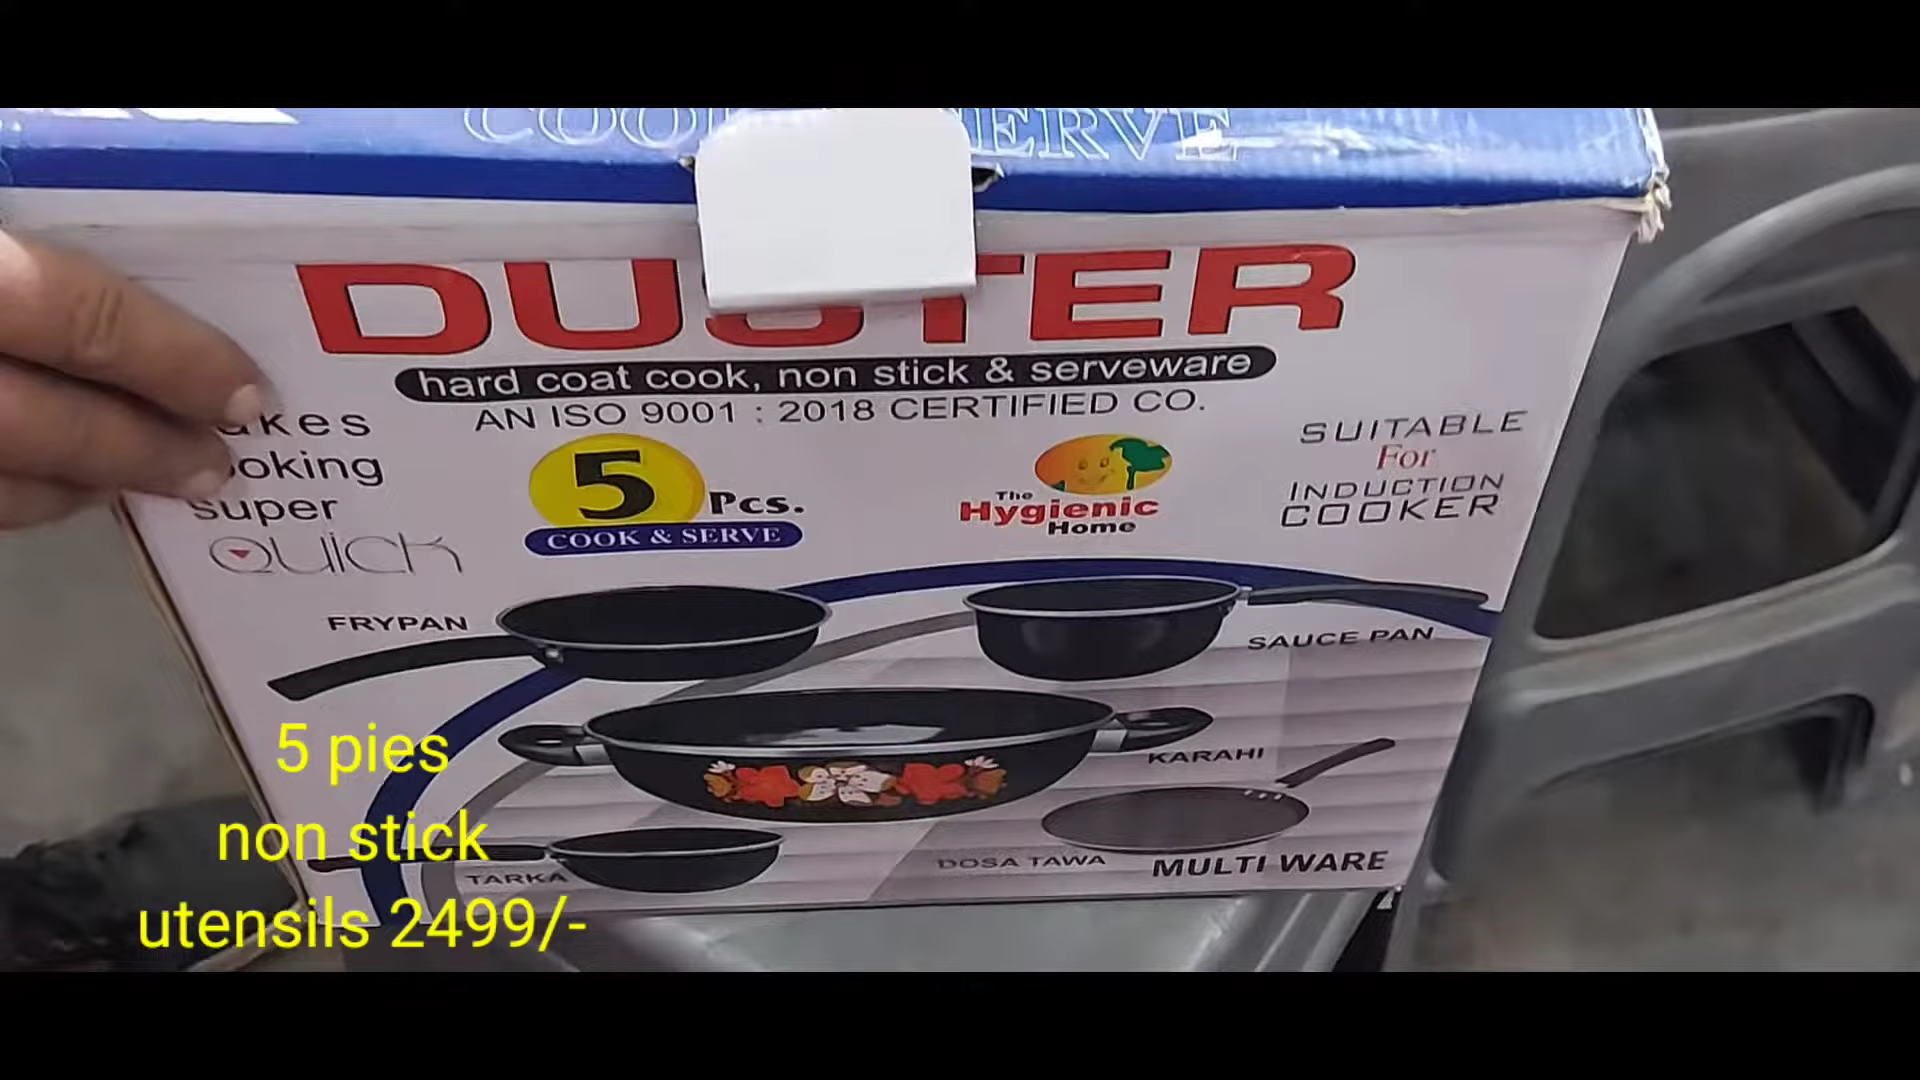 DUSTER
hard coat cook, non stick & serveware
AN ISO 9001 : 2018 CERTIFIED CO.
super
QUICK
5 Pcs.
COOK & SERVE
The
Hygienic
Home
SUITABLE
For
INDUCTION
COOKER
FRYPAN
SAUCE PAN
KARAHI
TARKA
DOSA TAWA
MULTI WARE
5 pies
non stick
utensils 2499/-